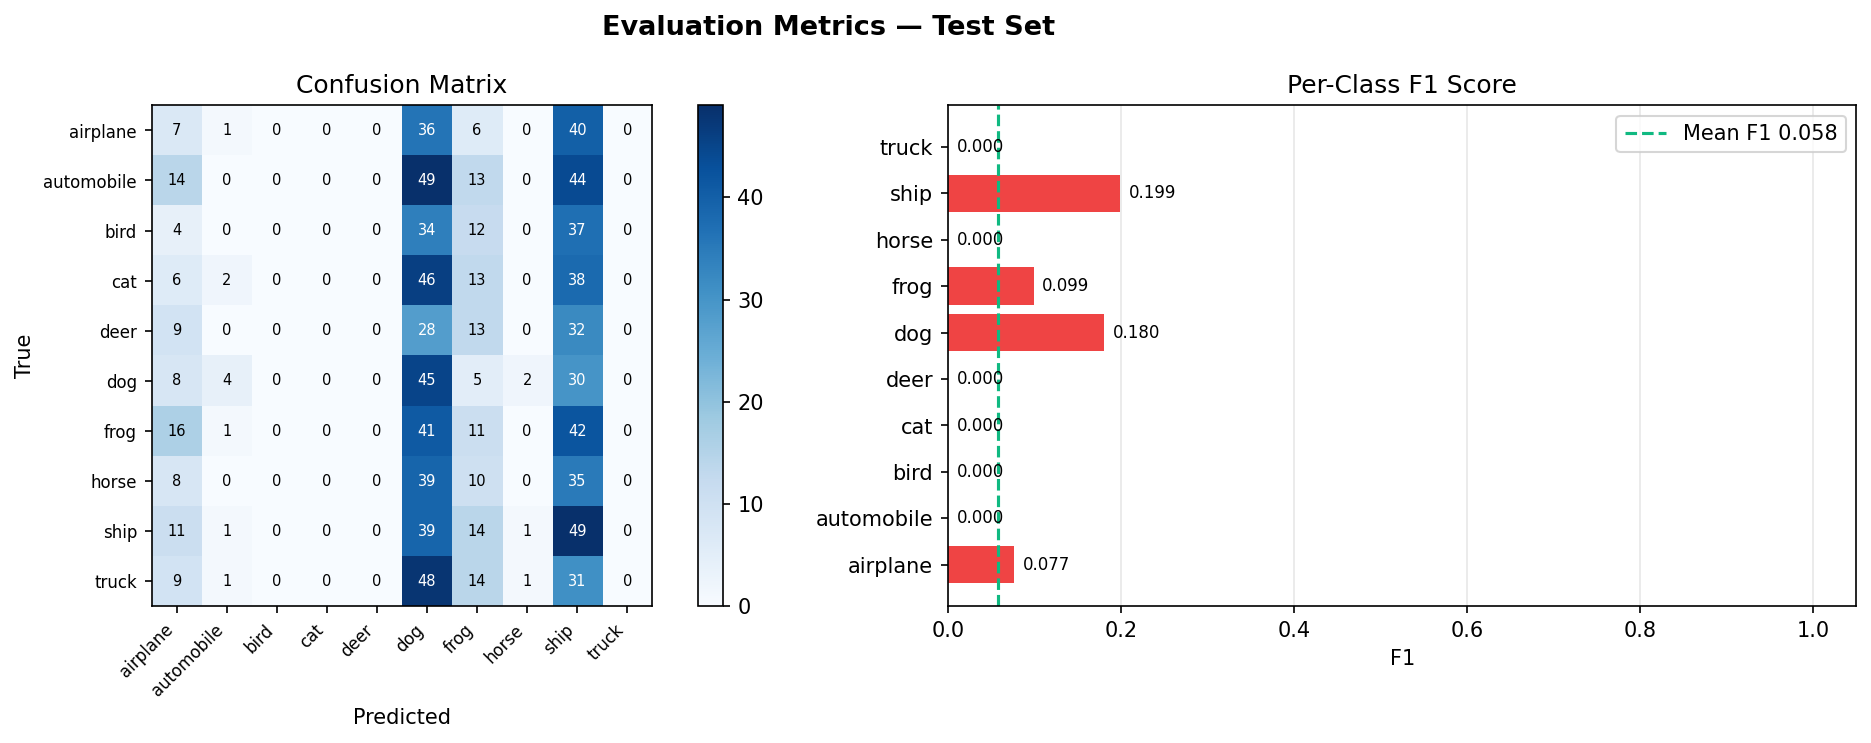 Evaluation Metrics — Test Set
Confusion Matrix
True
airplane 7 1 0 0 0 36 6 0 40 0
automobile 14 0 0 0 0 49 13 0 44 0
bird 4 0 0 0 0 34 12 0 37 0
cat 6 2 0 0 0 46 13 0 38 0
deer 9 0 0 0 0 28 13 0 32 0
dog 8 4 0 0 0 45 5 2 30 0
frog 16 1 0 0 0 41 11 0 42 0
horse 8 0 0 0 0 39 10 0 35 0
ship 11 1 0 0 0 39 14 1 49 0
truck 9 1 0 0 0 48 14 1 31 0
airplane automobile bird cat deer dog frog horse ship truck
Predicted
40
30
20
10
0
Per-Class F1 Score
Mean F1 0.058
truck 0.000
ship 0.199
horse 0.000
frog 0.099
dog 0.180
deer 0.000
cat 0.000
bird 0.000
automobile 0.000
airplane 0.077
0.0 0.2 0.4 0.6 0.8 1.0
F1